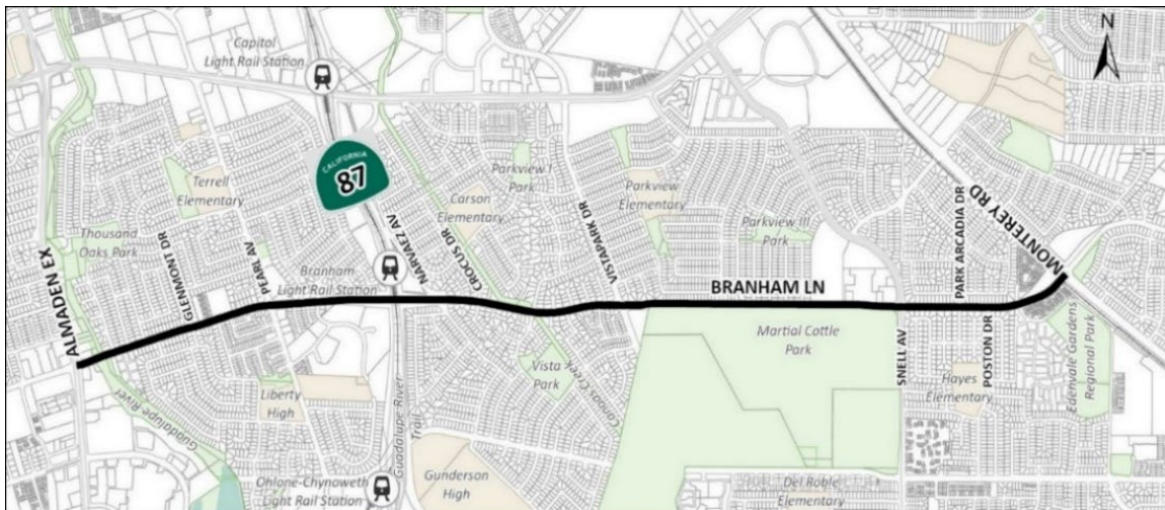 N
Capitol
Light Rail Station
CALIFORNIA
87
Terrell
Elementary
Thousand
Oaks Park
ALMADEN EX
GLENMONT DR
PEARL AV
Branham
Light Rail Station
NARVAEZ AV
CROCUS DR
Carson
Elementary
Parkview I
Park
VISTAPARK DR
Parkview
Elementary
Parkview III
Park
PARK ARCADIA DR
MONTEREY RD
BRANHAM LN
Martial Cottle
Park
SNELL AV
POSTON DR
Hayes
Elementary
Edenvale Gardens
Regional Park
Vista
Park
Canoas Creek
Liberty
High
Guadalupe River
Guadalupe River
Trail
Gunderson
High
Ohlone-Chynoweth
Light Rail Station
Del Roble
Elementary